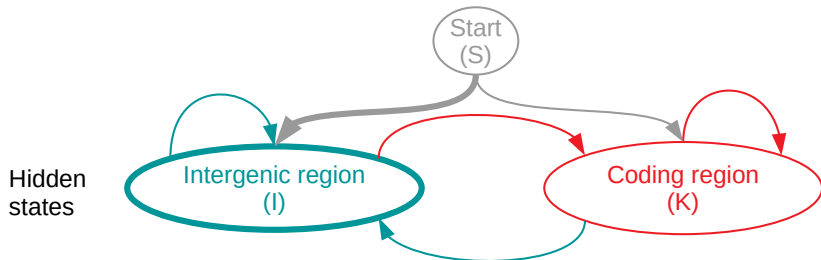 Start
(S)
Hidden
states
Intergenic region
(I)
Coding region
(K)